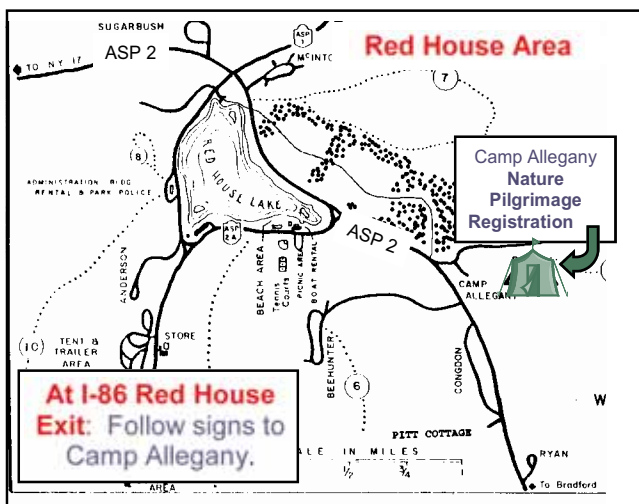 SUGARBUSH
ASP 2
TO NY 17
ASP
1
Red House Area
7
8
ADMINISTRATION BLDG
RENTAL & PARK POLICE
RED HOUSE LAKE
Camp Allegany
Nature
Pilgrimage
Registration
ASP
2A
ASP 2
ANDERSON
BEACH AREA
Tennis
Courts
PICNIC AREA
BOAT RENTAL
CAMP
ALLEGANY
10
TENT &
TRAILER
AREA
STORE
BEEHUNTER
6
CONGDON
At I-86 Red House
Exit: Follow signs to
Camp Allegany.
W
PITT COTTAGE
ALE IN MILES
1/2
3/4
RYAN
To Bradford
AREA